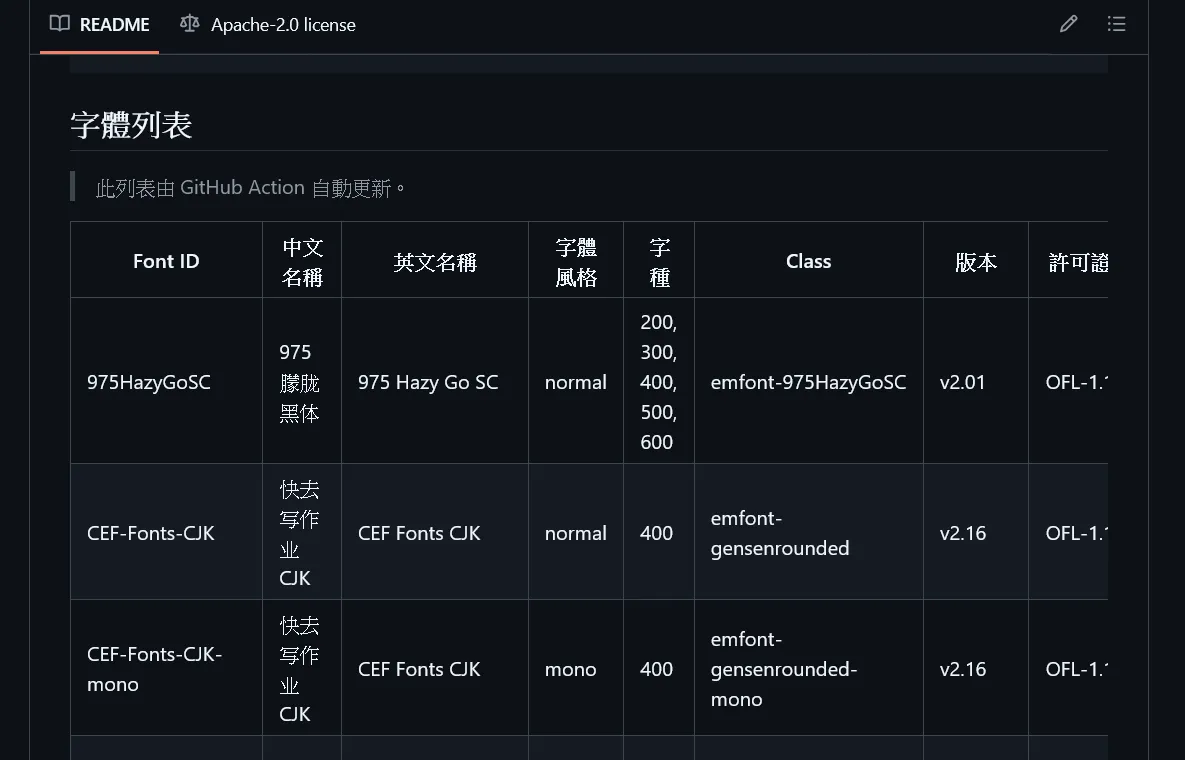 README
Apache-2.0 license
字體列表
此列表由 GitHub Action 自動更新。
Font ID
中文
名稱
英文名稱
字體
風格
字
種
Class
版本
許可證
975HazyGoSC
975
朦胧
黑体
975 Hazy Go SC
normal
200,
300,
400,
500,
600
emfont-975HazyGoSC
v2.01
OFL-1.1
CEF-Fonts-CJK
快去
写作
业
CJK
CEF Fonts CJK
normal
400
emfont-
gensenrounded
v2.16
OFL-1.1
CEF-Fonts-CJK-
mono
快去
写作
业
CJK
CEF Fonts CJK
mono
400
emfont-
gensenrounded-
mono
v2.16
OFL-1.1